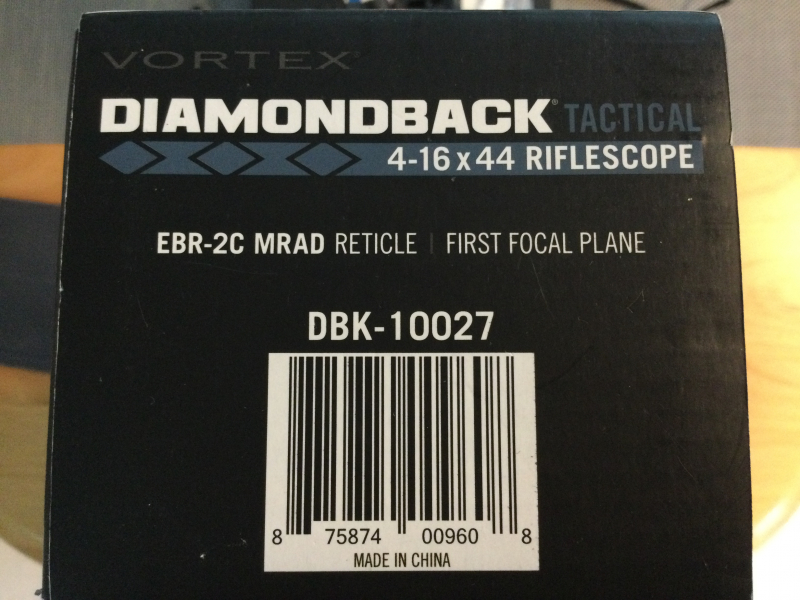 VORTEX®
DIAMONDBACK® TACTICAL
4-16 x 44 RIFLESCOPE
EBR-2C MRAD RETICLE | FIRST FOCAL PLANE
DBK-10027
8 75874 00960 8
MADE IN CHINA